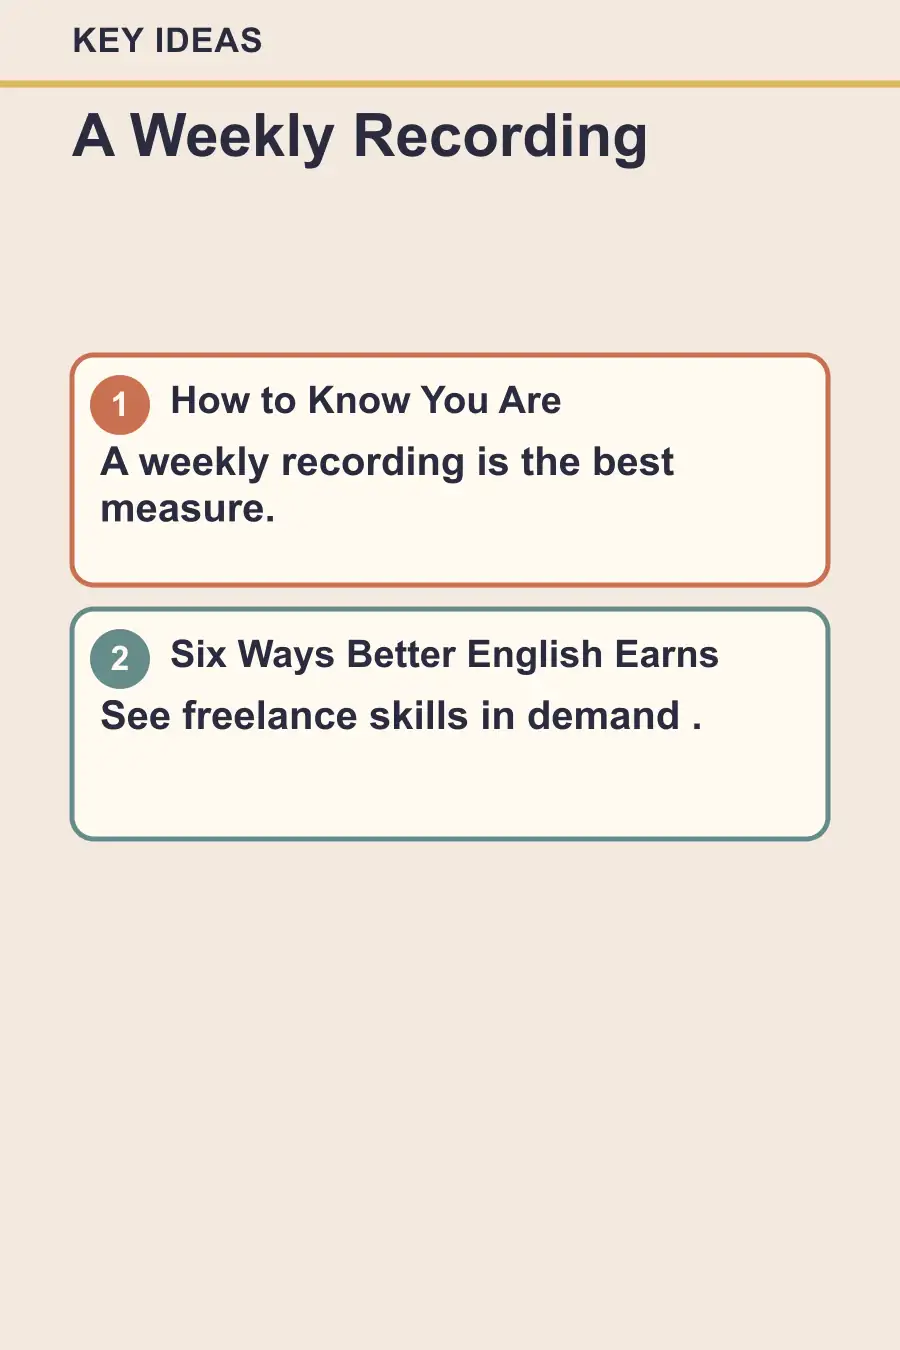 KEY IDEAS
A Weekly Recording
1 How to Know You Are
A weekly recording is the best
measure.
2 Six Ways Better English Earns
See freelance skills in demand .